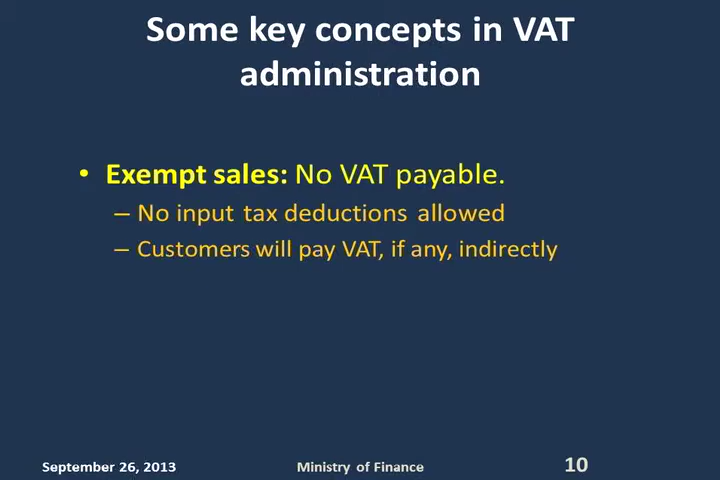 Some key concepts in VAT
administration
• Exempt sales: No VAT payable.
– No input tax deductions allowed
– Customers will pay VAT, if any, indirectly
September 26, 2013 Ministry of Finance 10